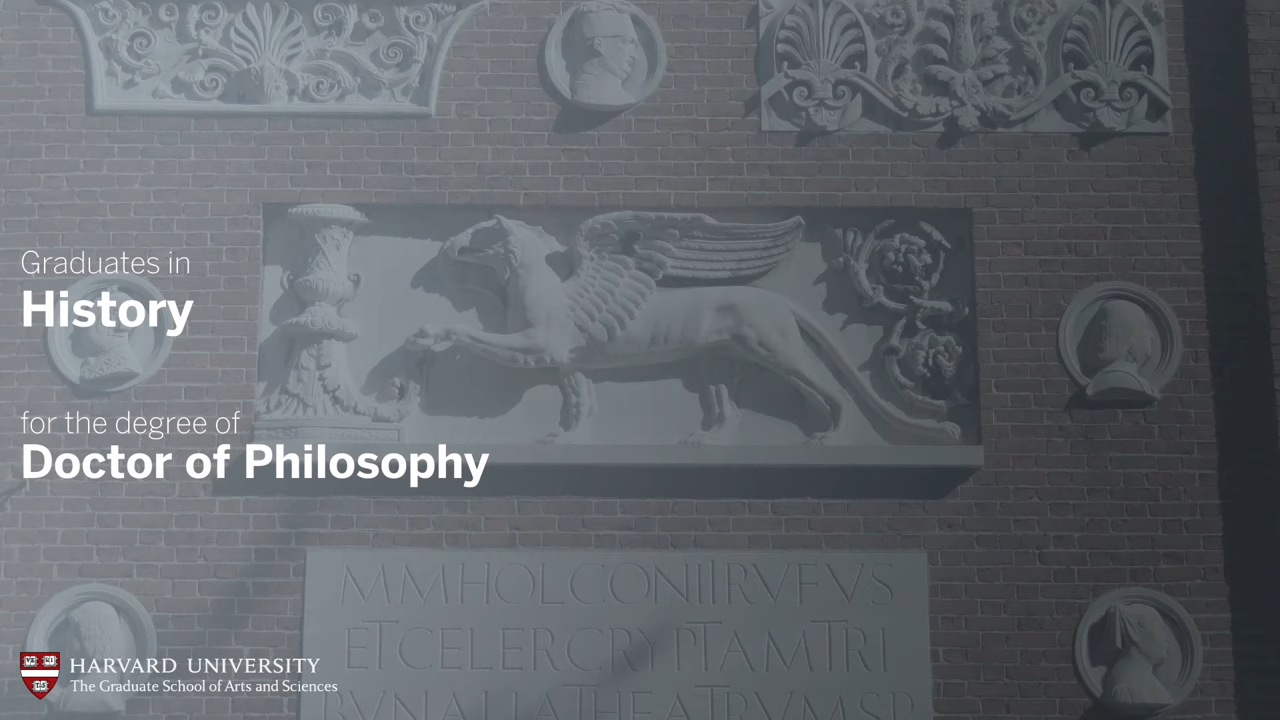 Graduates in
History
for the degree of
Doctor of Philosophy
MMHOLCONIIRVFVS
ETCELERCRYPTAMTRI
BVNALIATHEATRVMSP
HARVARD UNIVERSITY
The Graduate School of Arts and Sciences